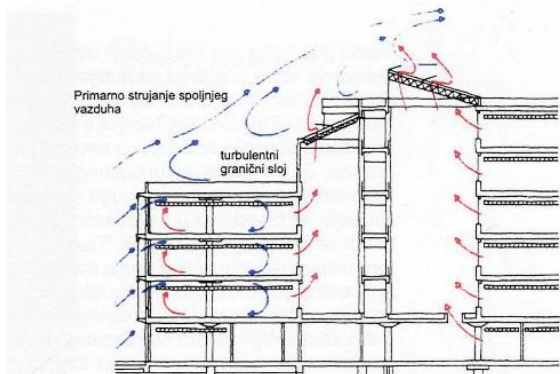 Primarno strujanje spoljnjeg
vazduha
turbulentni
granični sloj